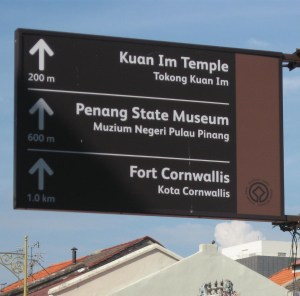 Kuan Im Temple
Tokong Kuan Im
200 m
Penang State Museum
Muzium Negeri Pulau Pinang
600 m
Fort Cornwallis
Kota Cornwallis
1.0 km